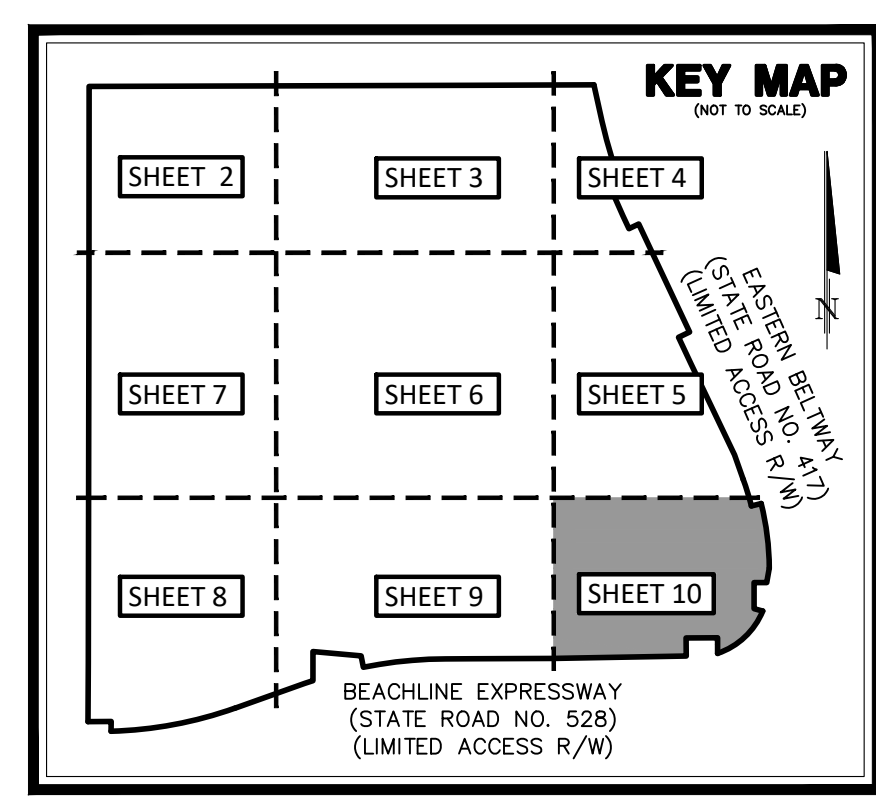 KEY MAP
(NOT TO SCALE)
SHEET 2
SHEET 3
SHEET 4
N
EASTERN BELTWAY
(STATE ROAD NO. 417)
(LIMITED ACCESS R/W)
SHEET 7
SHEET 6
SHEET 5
SHEET 8
SHEET 9
SHEET 10
BEACHLINE EXPRESSWAY
(STATE ROAD NO. 528)
(LIMITED ACCESS R/W)